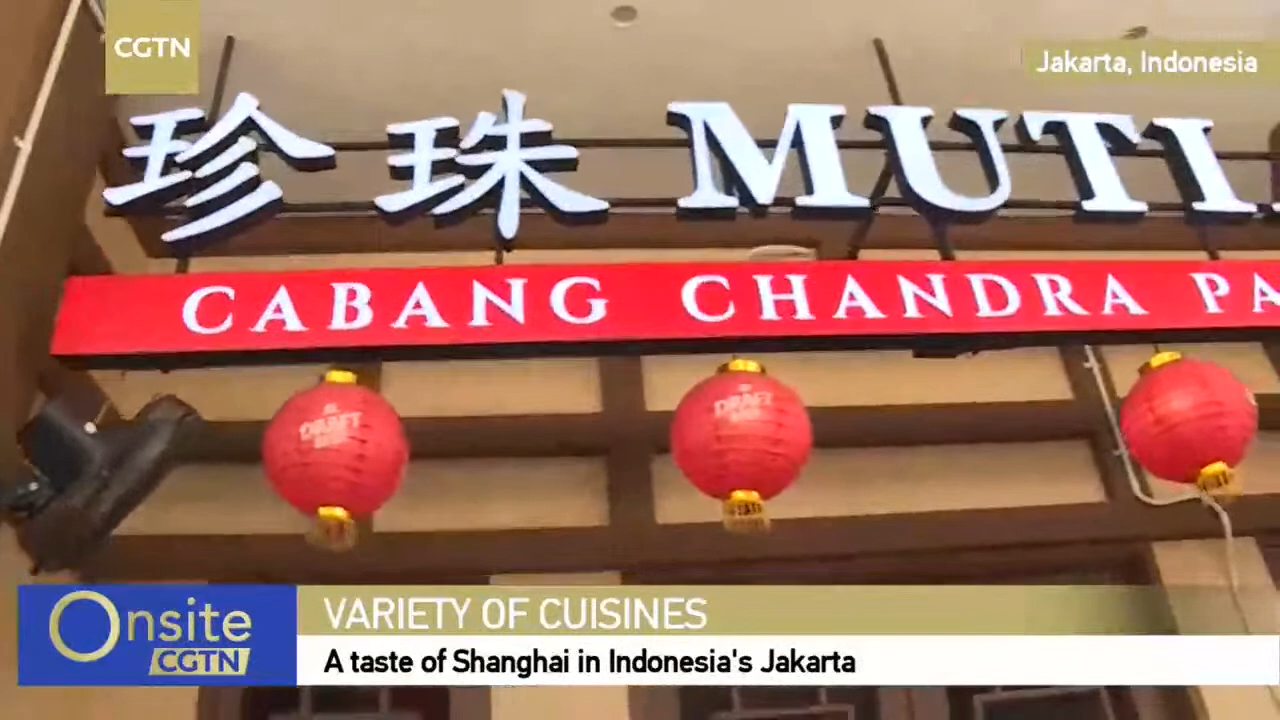 CGTN
Jakarta, Indonesia
珍珠 MUTI
CABANG CHANDRA PA
DRAFT
DRAFT
Onsite
CGTN
VARIETY OF CUISINES
A taste of Shanghai in Indonesia's Jakarta